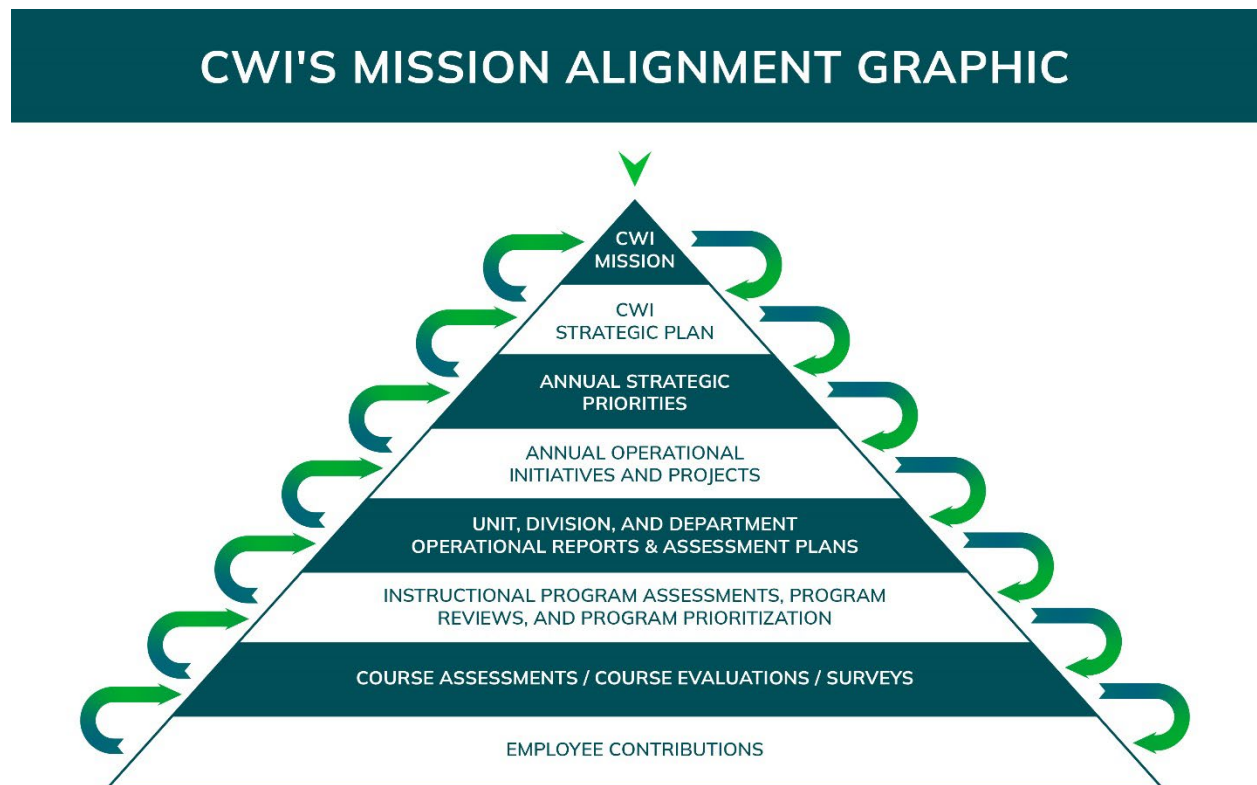 CWI'S MISSION ALIGNMENT GRAPHIC
CWI
MISSION
CWI
STRATEGIC PLAN
ANNUAL STRATEGIC
PRIORITIES
ANNUAL OPERATIONAL
INITIATIVES AND PROJECTS
UNIT, DIVISION, AND DEPARTMENT
OPERATIONAL REPORTS & ASSESSMENT PLANS
INSTRUCTIONAL PROGRAM ASSESSMENTS, PROGRAM
REVIEWS, AND PROGRAM PRIORITIZATION
COURSE ASSESSMENTS / COURSE EVALUATIONS / SURVEYS
EMPLOYEE CONTRIBUTIONS